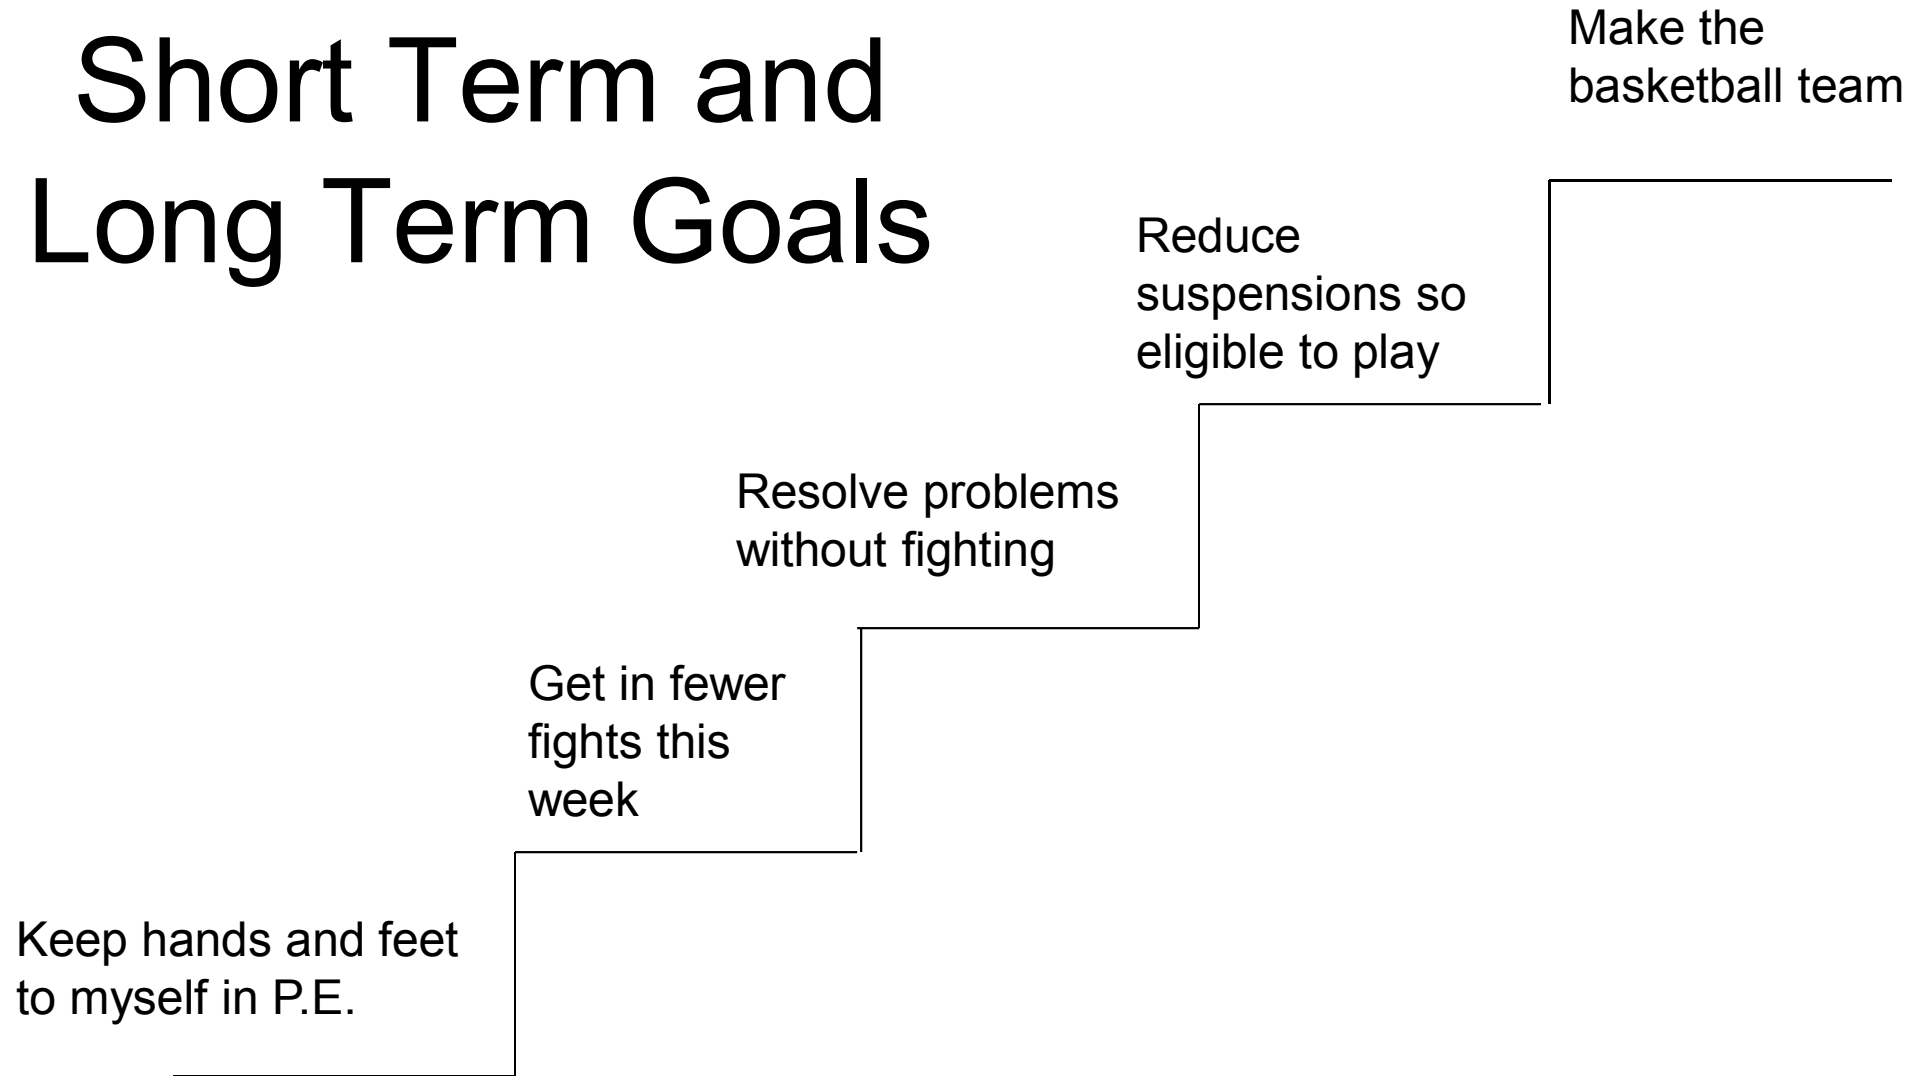 Short Term and
Long Term Goals
Make the
basketball team
Reduce
suspensions so
eligible to play
Resolve problems
without fighting
Get in fewer
fights this
week
Keep hands and feet
to myself in P.E.